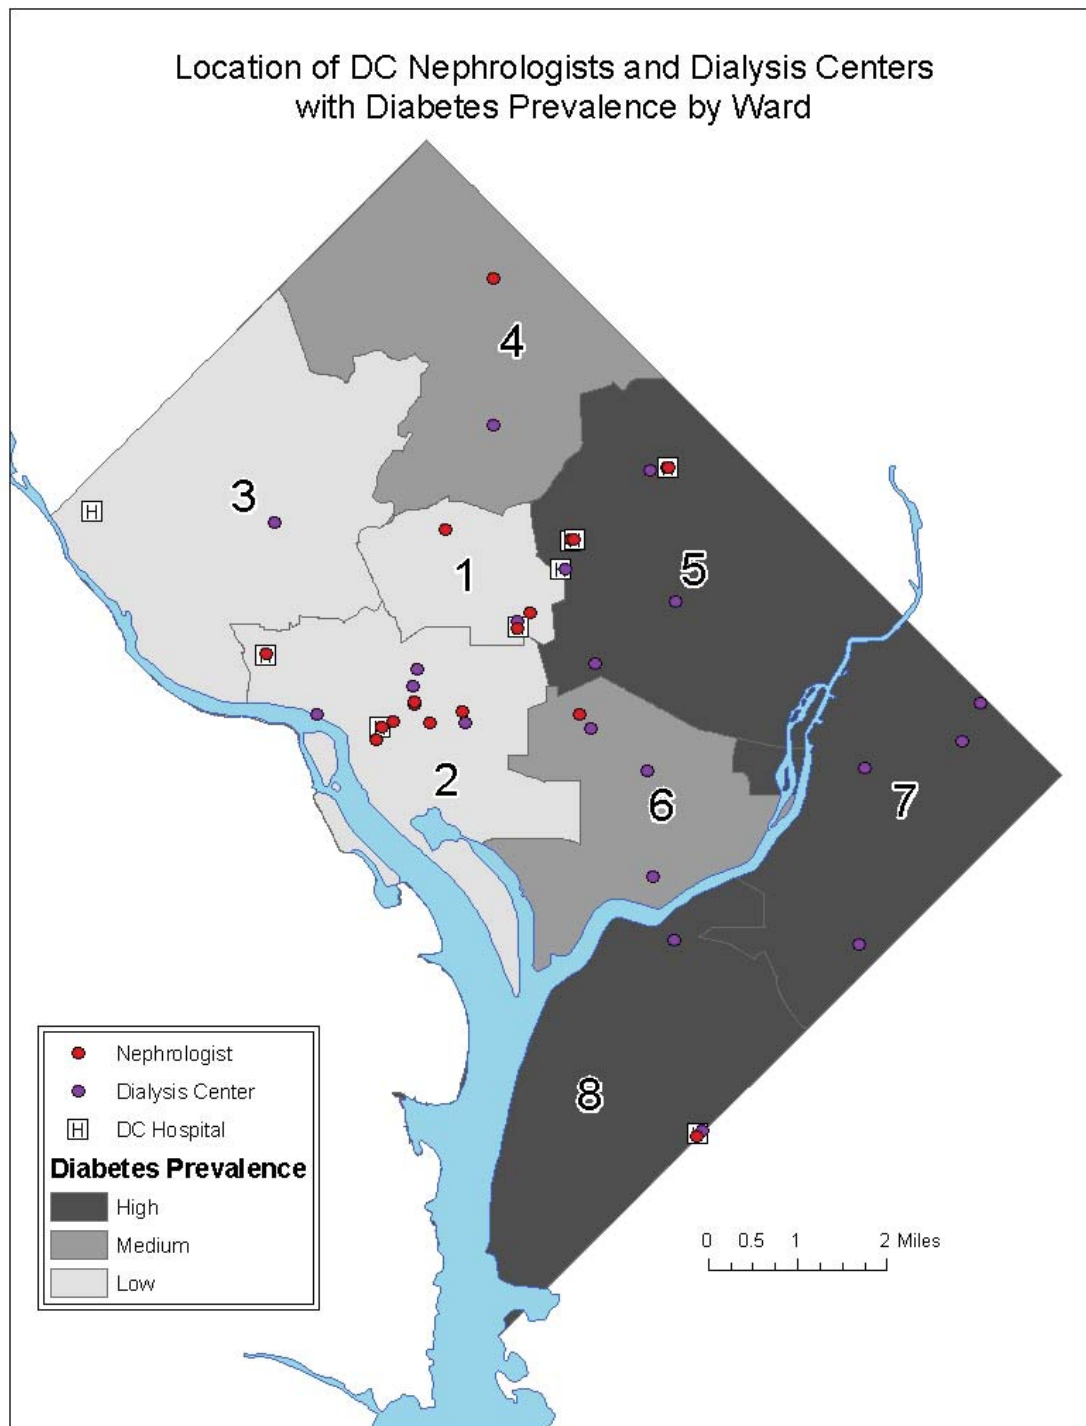 Location of DC Nephrologists and Dialysis Centers
with Diabetes Prevalence by Ward
4
3
H
1
5
H
2
6
7
8
Nephrologist
Dialysis Center
H DC Hospital
Diabetes Prevalence
High
Medium
Low
0 0.5 1 2 Miles